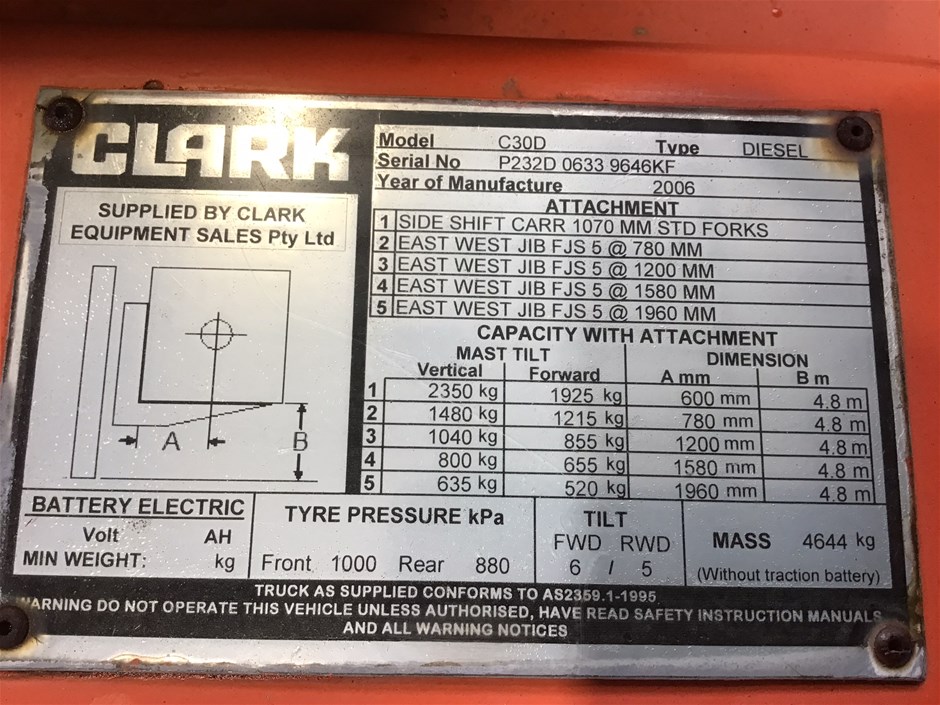 CLARK
SUPPLIED BY CLARK
EQUIPMENT SALES Pty Ltd
A
B
Model C30D Type DIESEL
Serial No P232D 0633 9646KF
Year of Manufacture 2006
ATTACHMENT
1 SIDE SHIFT CARR 1070 MM STD FORKS
2 EAST WEST JIB FJS 5 @ 780 MM
3 EAST WEST JIB FJS 5 @ 1200 MM
4 EAST WEST JIB FJS 5 @ 1580 MM
5 EAST WEST JIB FJS 5 @ 1960 MM
CAPACITY WITH ATTACHMENT
MAST TILT DIMENSION
Vertical Forward A mm B m
1 2350 kg 1925 kg 600 mm 4.8 m
2 1480 kg 1215 kg 780 mm 4.8 m
3 1040 kg 855 kg 1200 mm 4.8 m
4 800 kg 655 kg 1580 mm 4.8 m
5 635 kg 520 kg 1960 mm 4.8 m
BATTERY ELECTRIC
Volt AH
MIN WEIGHT: kg
TYRE PRESSURE kPa
Front 1000 Rear 880
TILT
FWD RWD
6 / 5
MASS 4644 kg
(Without traction battery)
TRUCK AS SUPPLIED CONFORMS TO AS2359.1-1995
WARNING DO NOT OPERATE THIS VEHICLE UNLESS AUTHORISED, HAVE READ SAFETY INSTRUCTION MANUALS
AND ALL WARNING NOTICES